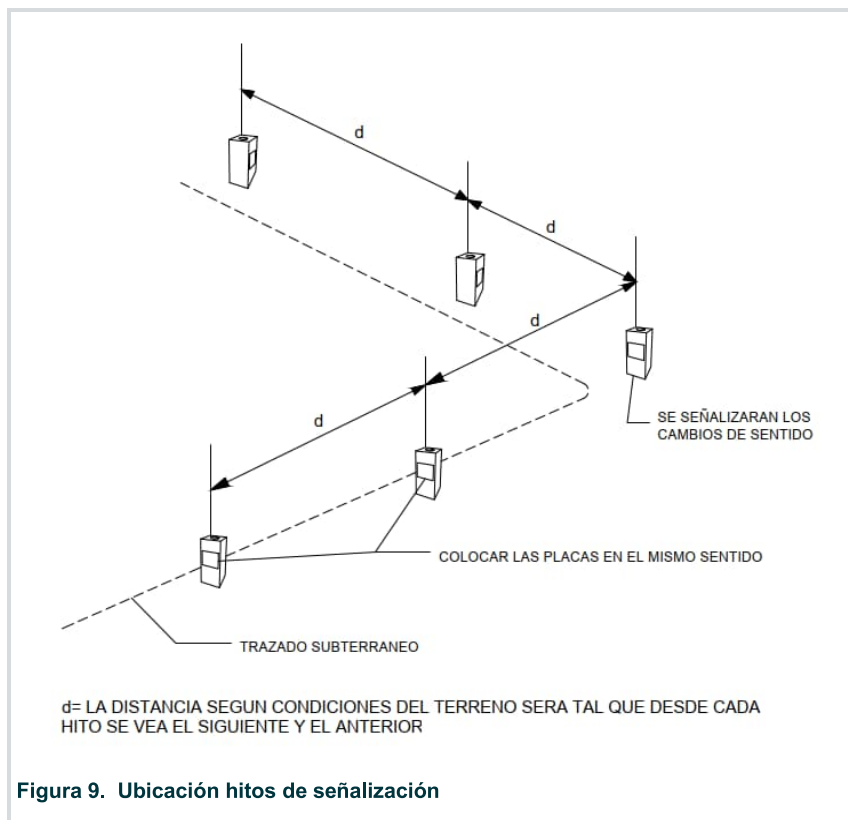 d
d
d
d
SE SEÑALIZARAN LOS
CAMBIOS DE SENTIDO
COLOCAR LAS PLACAS EN EL MISMO SENTIDO
TRAZADO SUBTERRANEO
d= LA DISTANCIA SEGUN CONDICIONES DEL TERRENO SERA TAL QUE DESDE CADA
HITO SE VEA EL SIGUIENTE Y EL ANTERIOR
Figura 9. Ubicación hitos de señalización